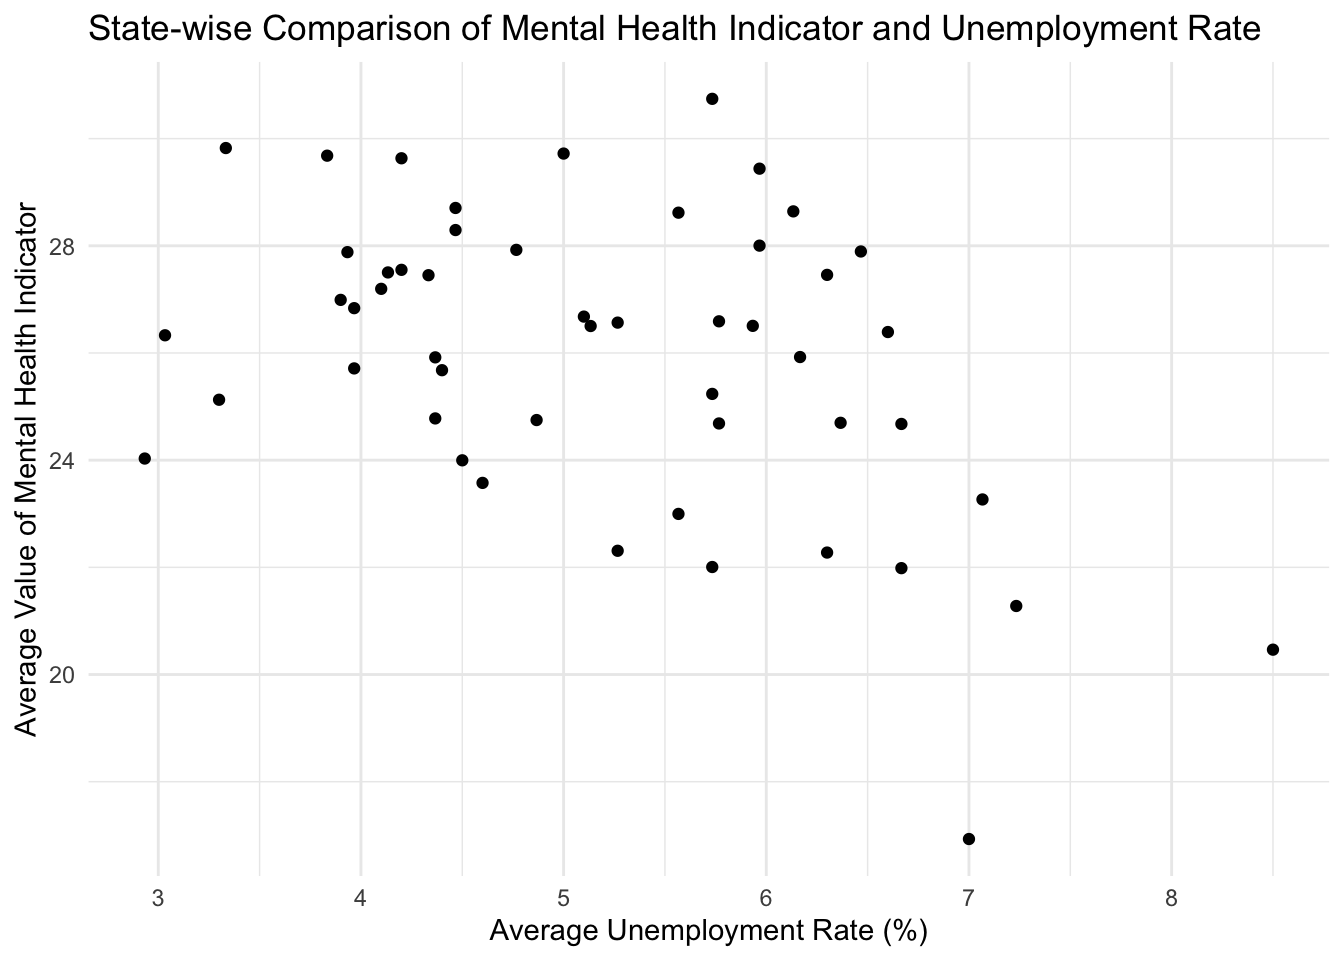 State-wise Comparison of Mental Health Indicator and Unemployment Rate
Average Value of Mental Health Indicator
28
24
20
3 4 5 6 7 8
Average Unemployment Rate (%)